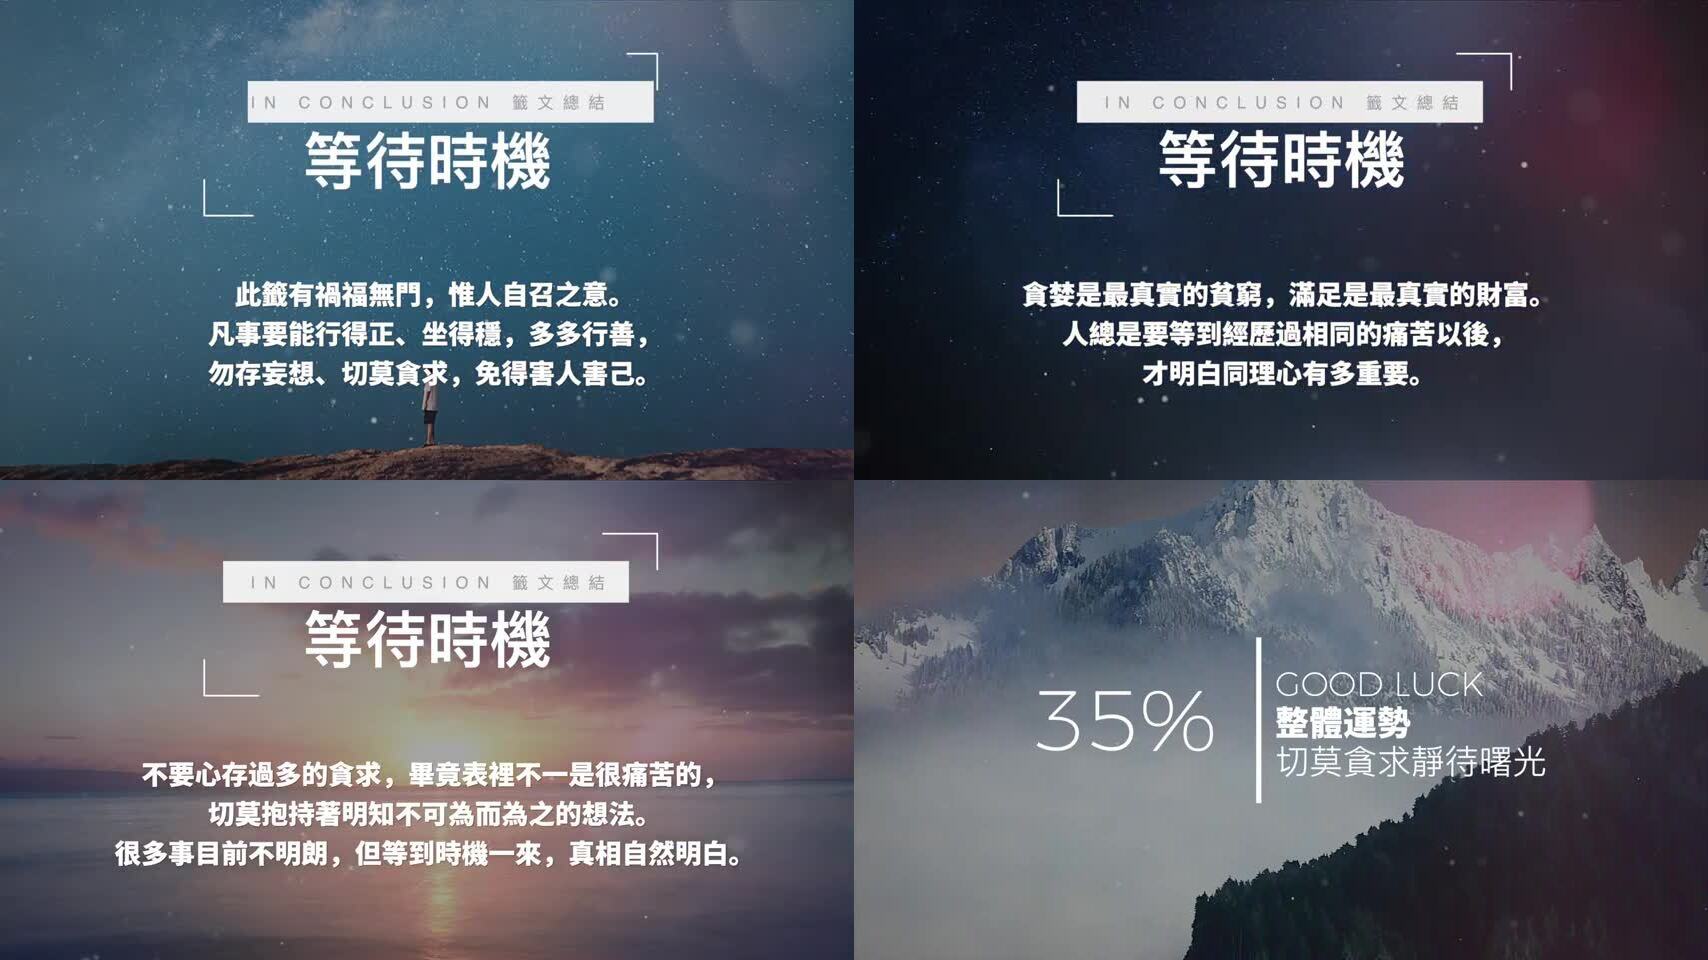 IN CONCLUSION 籤文總結
等待時機
此籤有禍福無門，惟人自召之意。
凡事要能行得正、坐得穩，多多行善，
勿存妄想、切莫貪求，免得害人害己。
IN CONCLUSION 籤文總結
等待時機
貪婪是最真實的貧窮，滿足是最真實的財富。
人總是要等到經歷過相同的痛苦以後，
才明白同理心有多重要。
IN CONCLUSION 籤文總結
等待時機
不要心存過多的貪求，畢竟表裡不一是很痛苦的，
切莫抱持著明知不可為而為之的想法。
很多事目前不明朗，但等到時機一來，真相自然明白。
35%
GOOD LUCK
整體運勢
切莫貪求靜待曙光